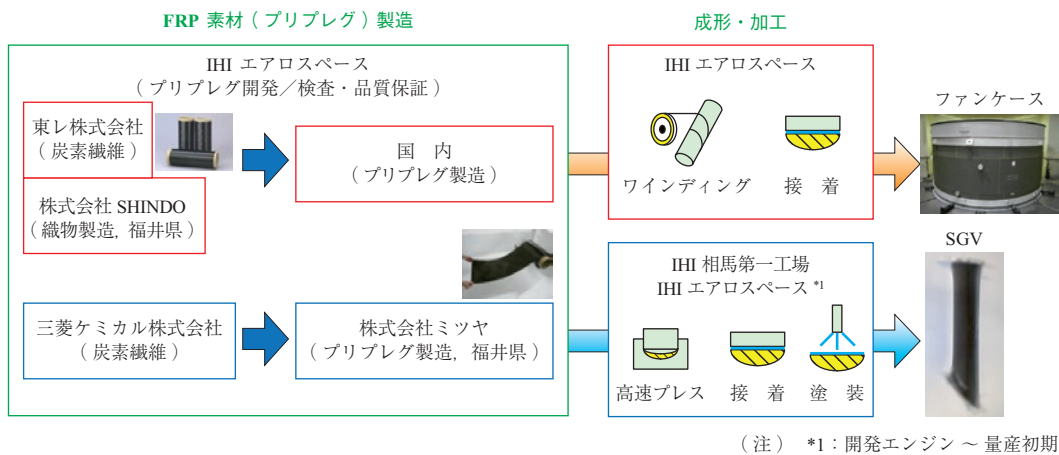 FRP 素材 ( プリプレグ ) 製造
成形・加工
IHI エアロスペース
( プリプレグ開発／検査・品質保証 )
東レ株式会社
( 炭素繊維 )
株式会社 SHINDO
( 織物製造, 福井県 )
国　内
( プリプレグ製造 )
三菱ケミカル株式会社
( 炭素繊維 )
株式会社ミツヤ
( プリプレグ製造, 福井県 )
IHI エアロスペース
ワインディング
接　着
ファンケース
IHI 相馬第一工場
IHI エアロスペース *1
高速プレス
接　着
塗　装
SGV
( 注 )　*1：開発エンジン ～ 量産初期